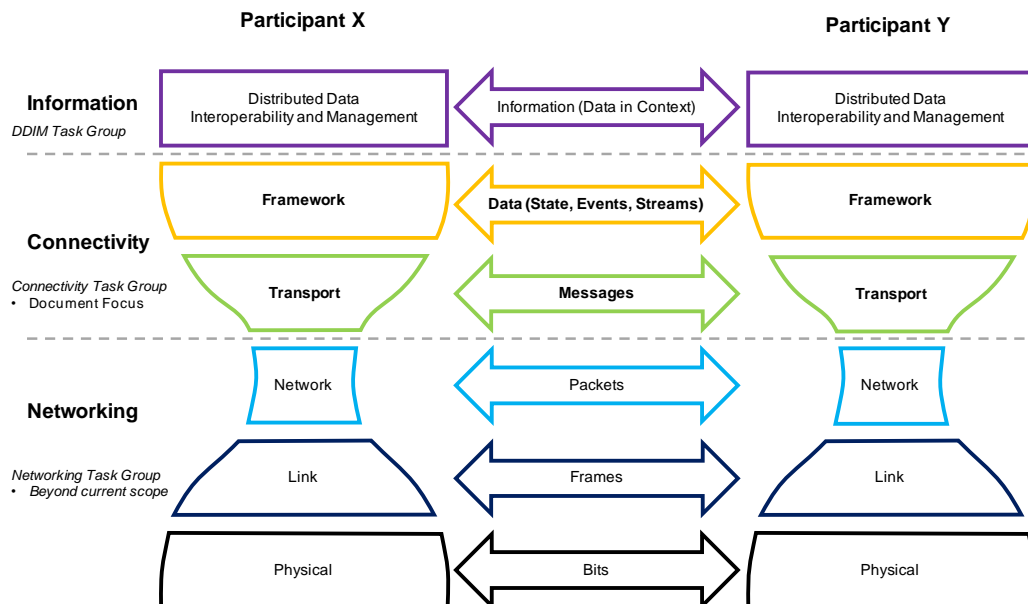 Participant X
Participant Y
Information
DDIM Task Group
Distributed Data
Interoperability and Management
Information (Data in Context)
Distributed Data
Interoperability and Management
Framework
Data (State, Events, Streams)
Framework
Connectivity
Connectivity Task Group
• Document Focus
Transport
Messages
Transport
Network
Packets
Network
Networking
Networking Task Group
• Beyond current scope
Link
Frames
Link
Physical
Bits
Physical